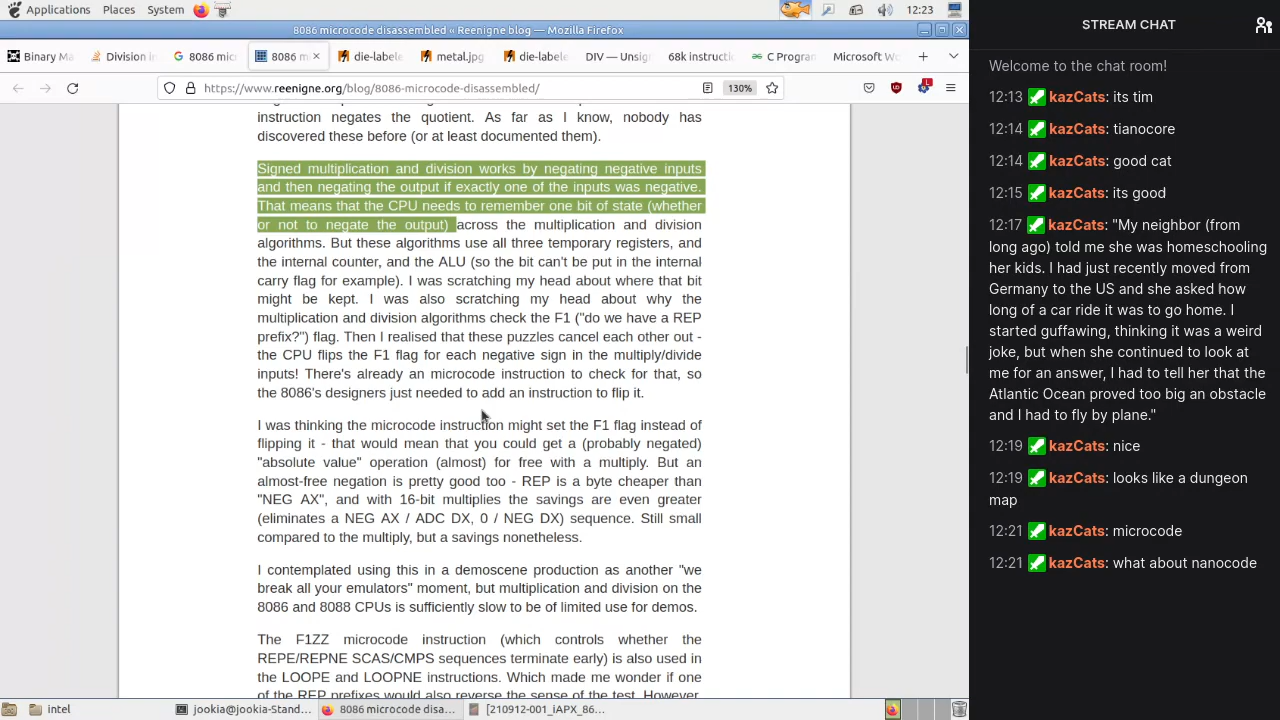 Applications Places System 12:23
8086 microcode disassembled « Reenigne blog — Mozilla Firefox
Binary Ma Division in 8086 micr 8086 m die-labele metal.jpg die-labele DIV — Unsig 68k instructi C Program Microsoft Wo
https://www.reenigne.org/blog/8086-microcode-disassembled/ 130%
instruction negates the quotient. As far as I know, nobody has
discovered these before (or at least documented them).
Signed multiplication and division works by negating negative inputs
and then negating the output if exactly one of the inputs was negative.
That means that the CPU needs to remember one bit of state (whether
or not to negate the output) across the multiplication and division
algorithms. But these algorithms use all three temporary registers, and
the internal counter, and the ALU (so the bit can't be put in the internal
carry flag for example). I was scratching my head about where that bit
might be kept. I was also scratching my head about why the
multiplication and division algorithms check the F1 ("do we have a REP
prefix?") flag. Then I realised that these puzzles cancel each other out -
the CPU flips the F1 flag for each negative sign in the multiply/divide
inputs! There's already an microcode instruction to check for that, so
the 8086's designers just needed to add an instruction to flip it.
I was thinking the microcode instruction might set the F1 flag instead of
flipping it - that would mean that you could get a (probably negated)
"absolute value" operation (almost) for free with a multiply. But an
almost-free negation is pretty good too - REP is a byte cheaper than
"NEG AX", and with 16-bit multiplies the savings are even greater
(eliminates a NEG AX / ADC DX, 0 / NEG DX) sequence. Still small
compared to the multiply, but a savings nonetheless.
I contemplated using this in a demoscene production as another "we
break all your emulators" moment, but multiplication and division on the
8086 and 8088 CPUs is sufficiently slow to be of limited use for demos.
The F1ZZ microcode instruction (which controls whether the
REPE/REPNE SCAS/CMPS sequences terminate early) is also used in
the LOOPE and LOOPNE instructions. Which made me wonder if one
of the REP prefixes would also reverse the sense of the test. However,
intel jookia@jookia-Stand... 8086 microcode disa... [210912-001_iAPX_86...
STREAM CHAT
Welcome to the chat room!
12:13 kazCats: its tim
12:14 kazCats: tianocore
12:14 kazCats: good cat
12:15 kazCats: its good
12:17 kazCats: "My neighbor (from
long ago) told me she was homeschooling
her kids. I had just recently moved from
Germany to the US and she asked how
long of a car ride it was to go home. I
started guffawing, thinking it was a weird
joke, but when she continued to look at
me for an answer, I had to tell her that the
Atlantic Ocean proved too big an obstacle
and I had to fly by plane."
12:19 kazCats: nice
12:19 kazCats: looks like a dungeon
map
12:21 kazCats: microcode
12:21 kazCats: what about nanocode